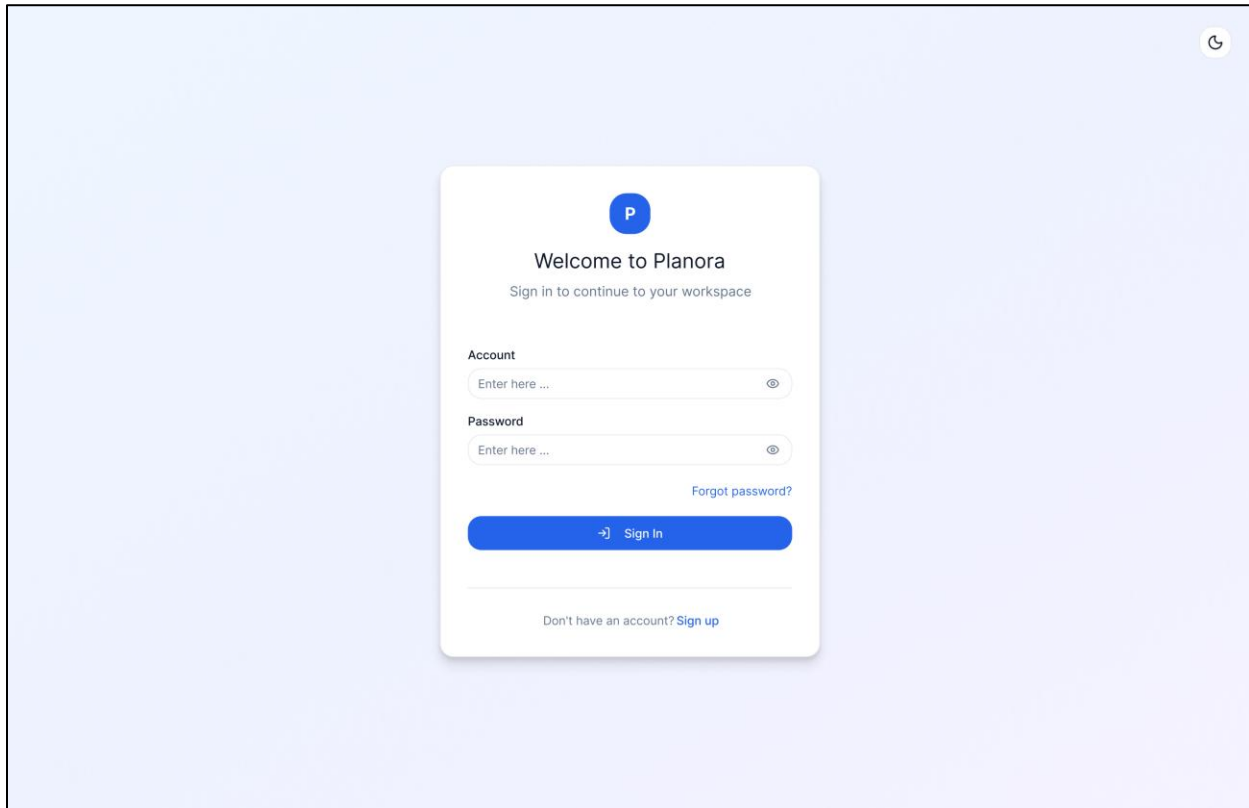 P
Welcome to Planora
Sign in to continue to your workspace
Account
Enter here ...
Password
Enter here ...
Forgot password?
Sign In
Don't have an account? Sign up